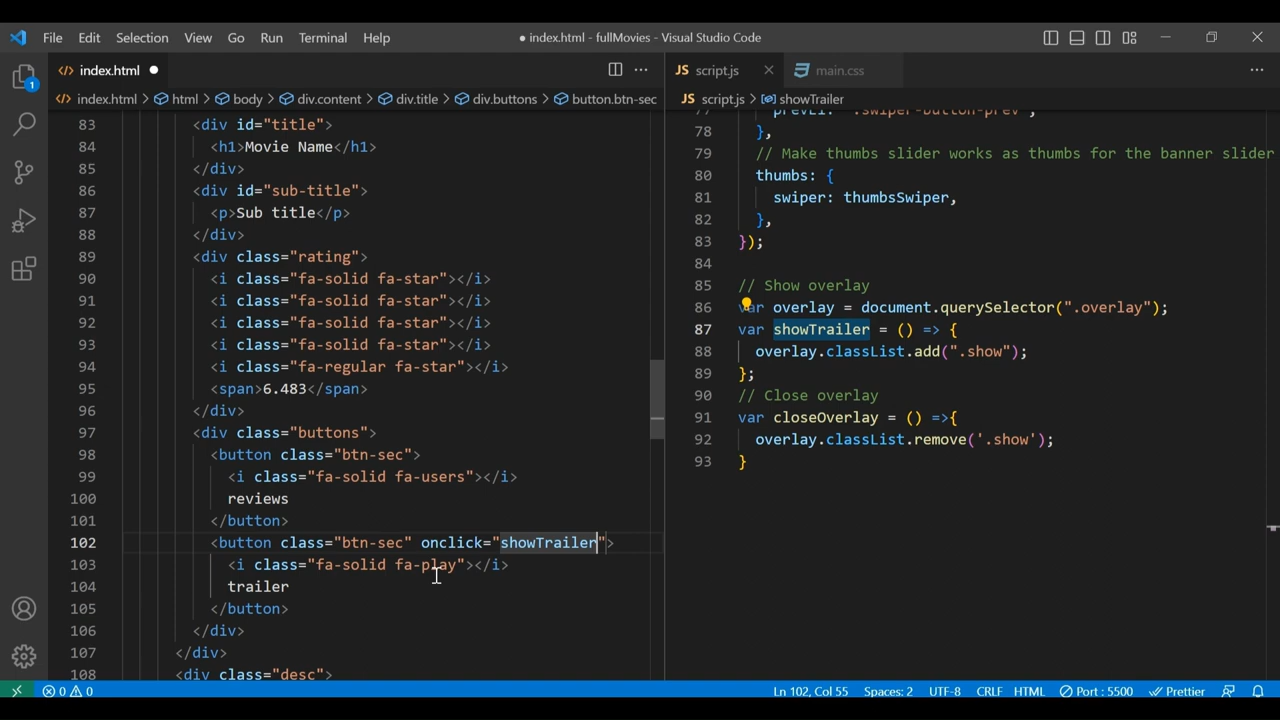 File Edit Selection View Go Run Terminal Help ● index.html - fullMovies - Visual Studio Code
index.html ●
index.html > html > body > div.content > div.title > div.buttons > button.btn-sec
83 <div id="title">
84 <h1>Movie Name</h1>
85 </div>
86 <div id="sub-title">
87 <p>Sub title</p>
88 </div>
89 <div class="rating">
90 <i class="fa-solid fa-star"></i>
91 <i class="fa-solid fa-star"></i>
92 <i class="fa-solid fa-star"></i>
93 <i class="fa-solid fa-star"></i>
94 <i class="fa-regular fa-star"></i>
95 <span>6.483</span>
96 </div>
97 <div class="buttons">
98 <button class="btn-sec">
99 <i class="fa-solid fa-users"></i>
100 reviews
101 </button>
102 <button class="btn-sec" onclick="showTrailer">
103 <i class="fa-solid fa-play"></i>
104 trailer
105 </button>
106 </div>
107 </div>
108 <div class="desc">
JS script.js × main.css
JS script.js > showTrailer
77 prevEl: ".swiper-button-prev",
78 },
79 // Make thumbs slider works as thumbs for the banner slider
80 thumbs: {
81 swiper: thumbsSwiper,
82 },
83 });
84
85 // Show overlay
86 var overlay = document.querySelector(".overlay");
87 var showTrailer = () => {
88 overlay.classList.add(".show");
89 };
90 // Close overlay
91 var closeOverlay = () =>{
92 overlay.classList.remove('.show');
93 }
1
0 0 Ln 102, Col 55 Spaces: 2 UTF-8 CRLF HTML Port : 5500 Prettier